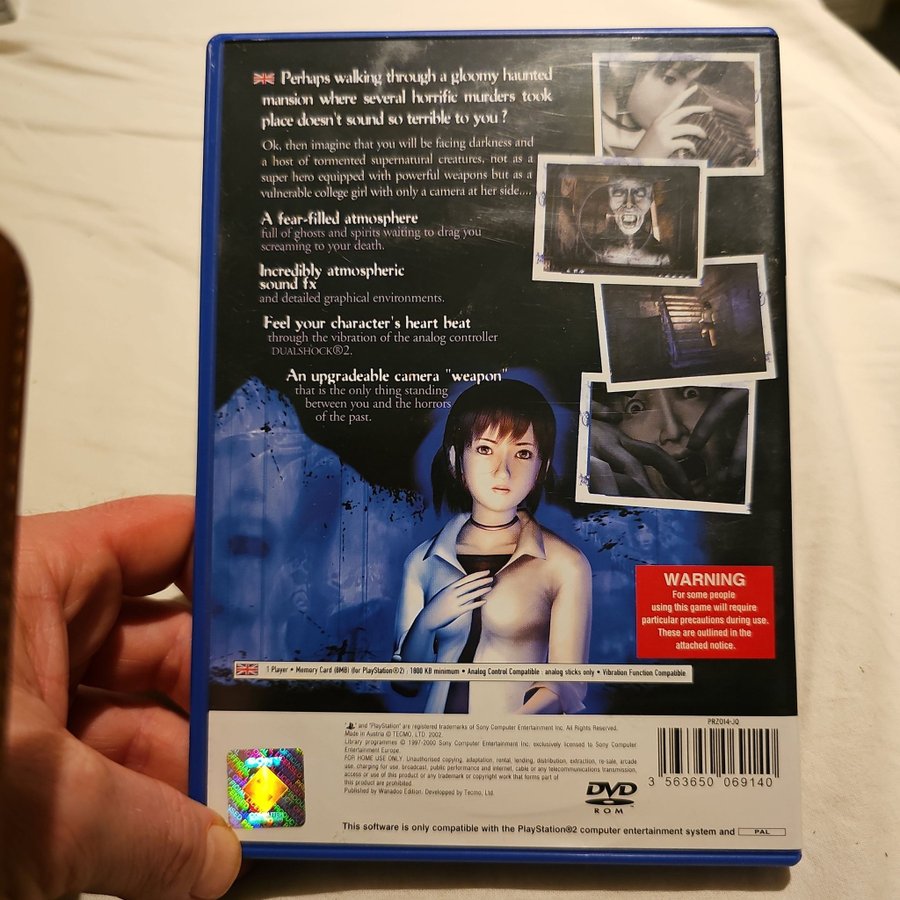 Perhaps walking through a gloomy haunted
mansion where several horrific murders took
place doesn't sound so terrible to you ?
Ok, then imagine that you will be facing darkness and
a host of tormented supernatural creatures, not as a
super hero equipped with powerful weapons but as a
vulnerable college girl with only a camera at her side....
A fear-filled atmosphere
full of ghosts and spirits waiting to drag you
screaming to your death.
Incredibly atmospheric
sound fx
and detailed graphical environments.
Feel your character's heart beat
through the vibration of the analog controller
DUALSHOCK®2.
An upgradeable camera "weapon"
that is the only thing standing
between you and the horrors
of the past.
WARNING
For some people
using this game will require
particular precautions during use.
These are outlined in the
attached notice.
1 Player • Memory Card (8MB) (for PlayStation®2) : 1800 KB minimum • Analog Control Compatible : analog sticks only • Vibration Function Compatible
PRZ014-JQ
"PS" and "PlayStation" are registered trademarks of Sony Computer Entertainment Inc. All Rights Reserved.
Made in Austria © TECMO, LTD. 2002.
Library programmes © 1997-2000 Sony Computer Entertainment Inc. exclusively licensed to Sony Computer
Entertainment Europe.
FOR HOME USE ONLY. Unauthorised copying, adaptation, rental, lending, distribution, extraction, re-sale, arcade
use, charging for use, broadcast, public performance and internet, cable or any telecommunications transmission,
access or use of this product or any trademark or copyright work that forms part of
this product are prohibited.
Published by Wanadoo Edition. Developped by Tecmo, Ltd.
3 563650 069140
SONY
COMPUTER
DVD
ROM
This software is only compatible with the PlayStation®2 computer entertainment system and PAL